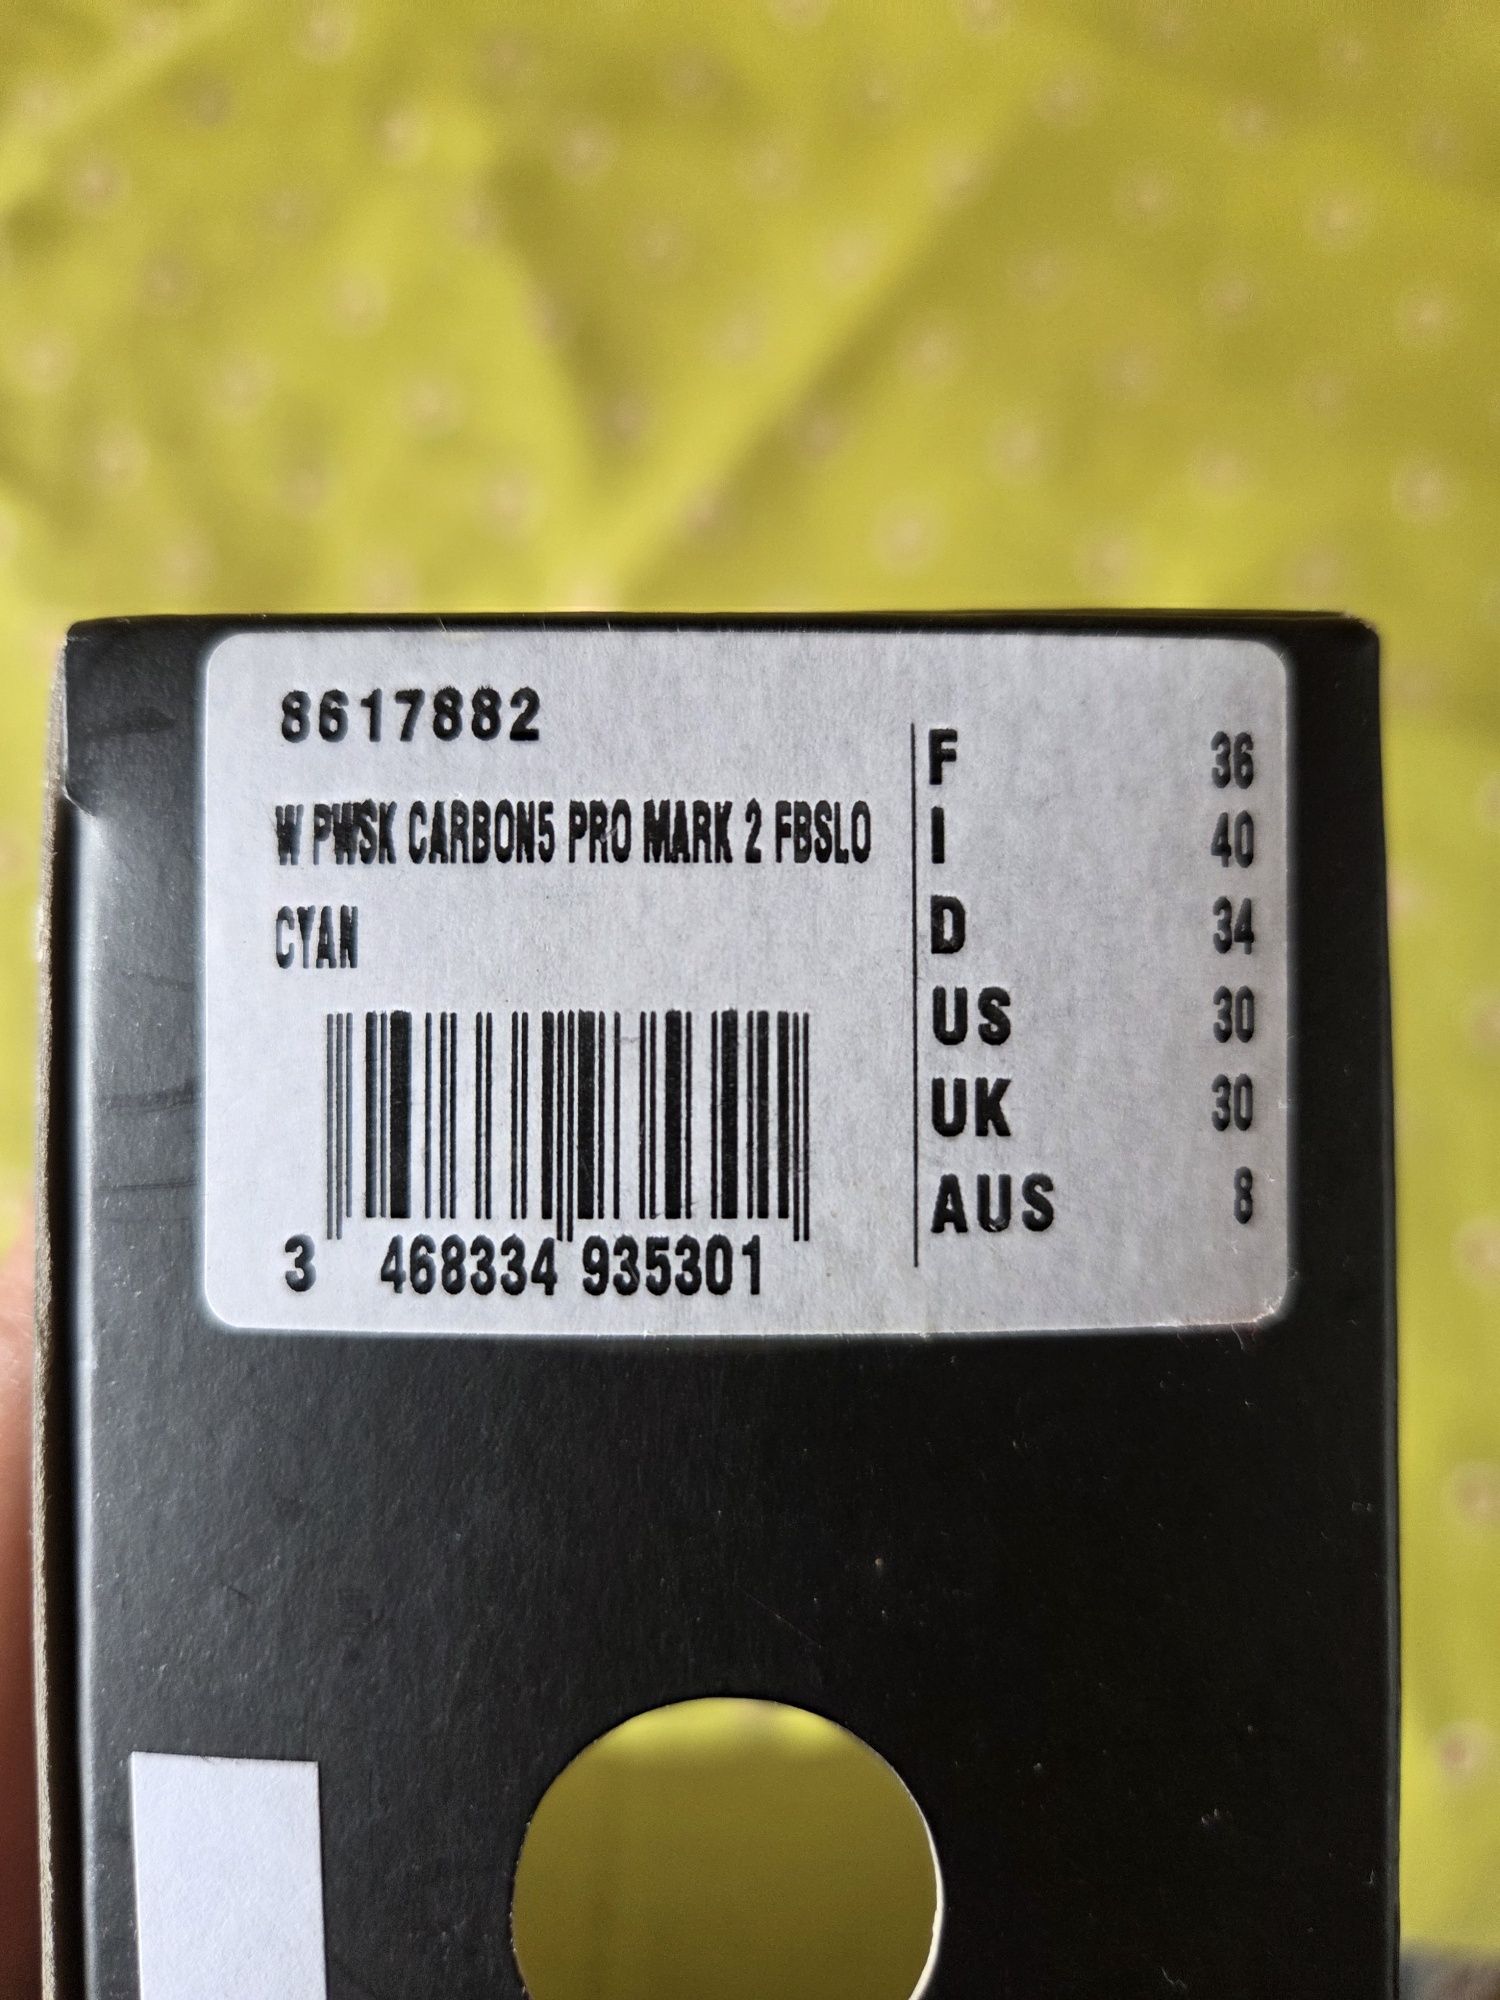 8617882
W PWSK CARBON5 PRO MARK 2 FBSLO
CYAN
3 468334 935301
F 36
I 40
D 34
US 30
UK 30
AUS 8